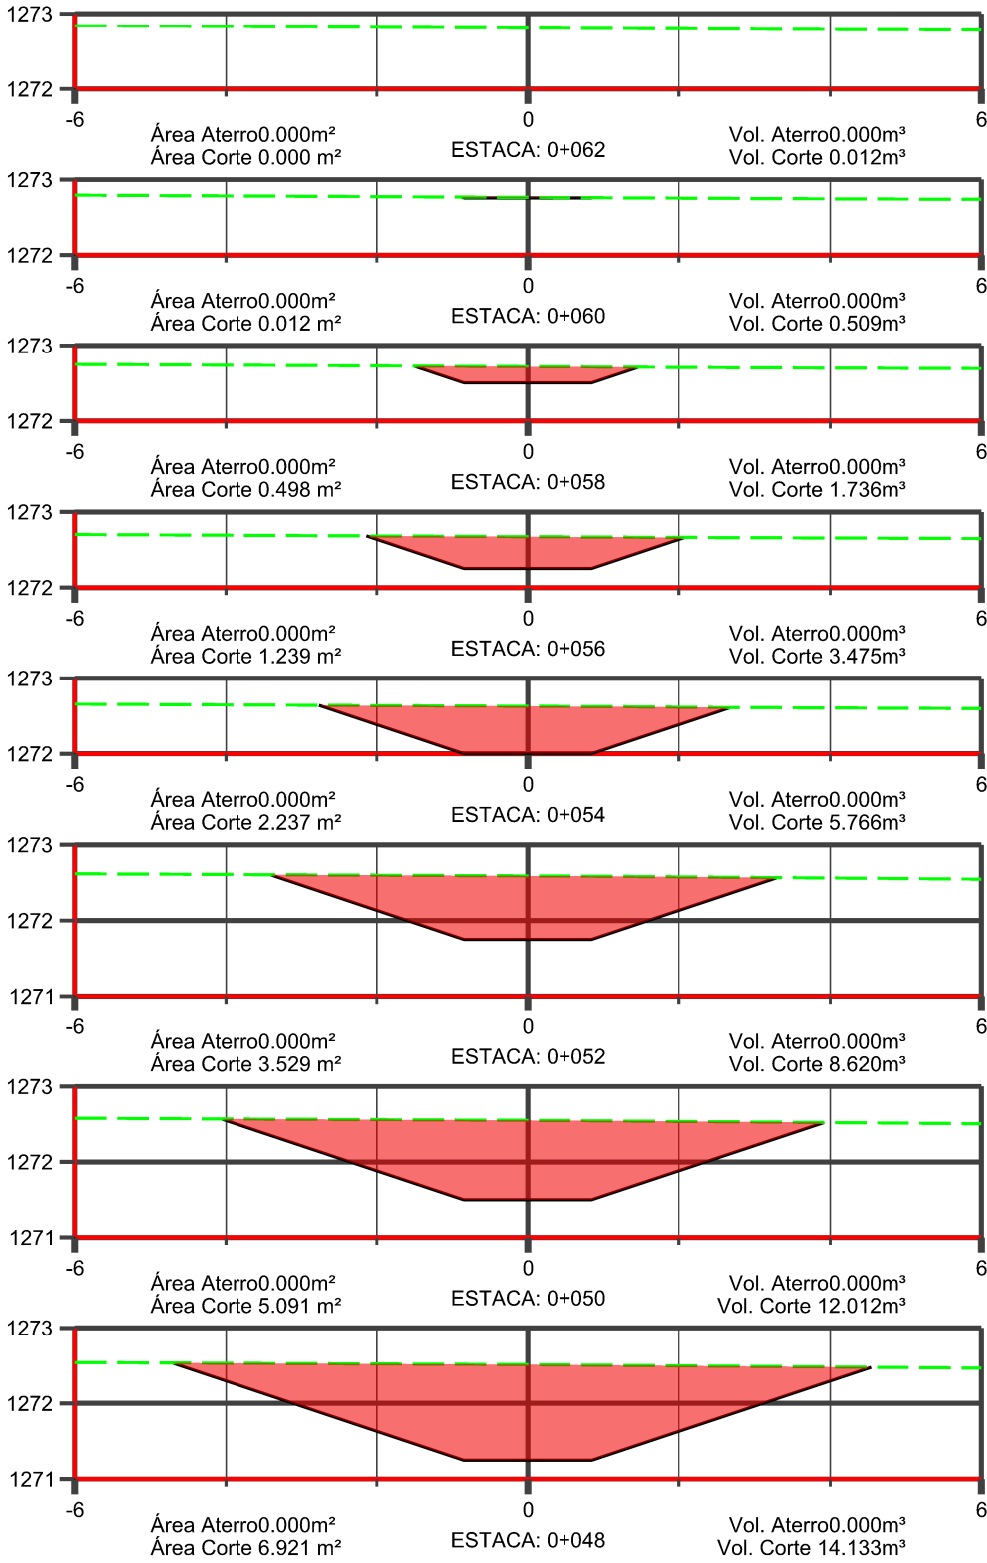 1273
1272
-6 0 6
Área Aterro0.000m² Vol. Aterro0.000m³
Área Corte 0.000 m² ESTACA: 0+062 Vol. Corte 0.012m³
1273
1272
-6 0 6
Área Aterro0.000m² Vol. Aterro0.000m³
Área Corte 0.012 m² ESTACA: 0+060 Vol. Corte 0.509m³
1273
1272
-6 0 6
Área Aterro0.000m² Vol. Aterro0.000m³
Área Corte 0.498 m² ESTACA: 0+058 Vol. Corte 1.736m³
1273
1272
-6 0 6
Área Aterro0.000m² Vol. Aterro0.000m³
Área Corte 1.239 m² ESTACA: 0+056 Vol. Corte 3.475m³
1273
1272
-6 0 6
Área Aterro0.000m² Vol. Aterro0.000m³
Área Corte 2.237 m² ESTACA: 0+054 Vol. Corte 5.766m³
1273
1272
1271
-6 0 6
Área Aterro0.000m² Vol. Aterro0.000m³
Área Corte 3.529 m² ESTACA: 0+052 Vol. Corte 8.620m³
1273
1272
1271
-6 0 6
Área Aterro0.000m² Vol. Aterro0.000m³
Área Corte 5.091 m² ESTACA: 0+050 Vol. Corte 12.012m³
1273
1272
1271
-6 0 6
Área Aterro0.000m² Vol. Aterro0.000m³
Área Corte 6.921 m² ESTACA: 0+048 Vol. Corte 14.133m³